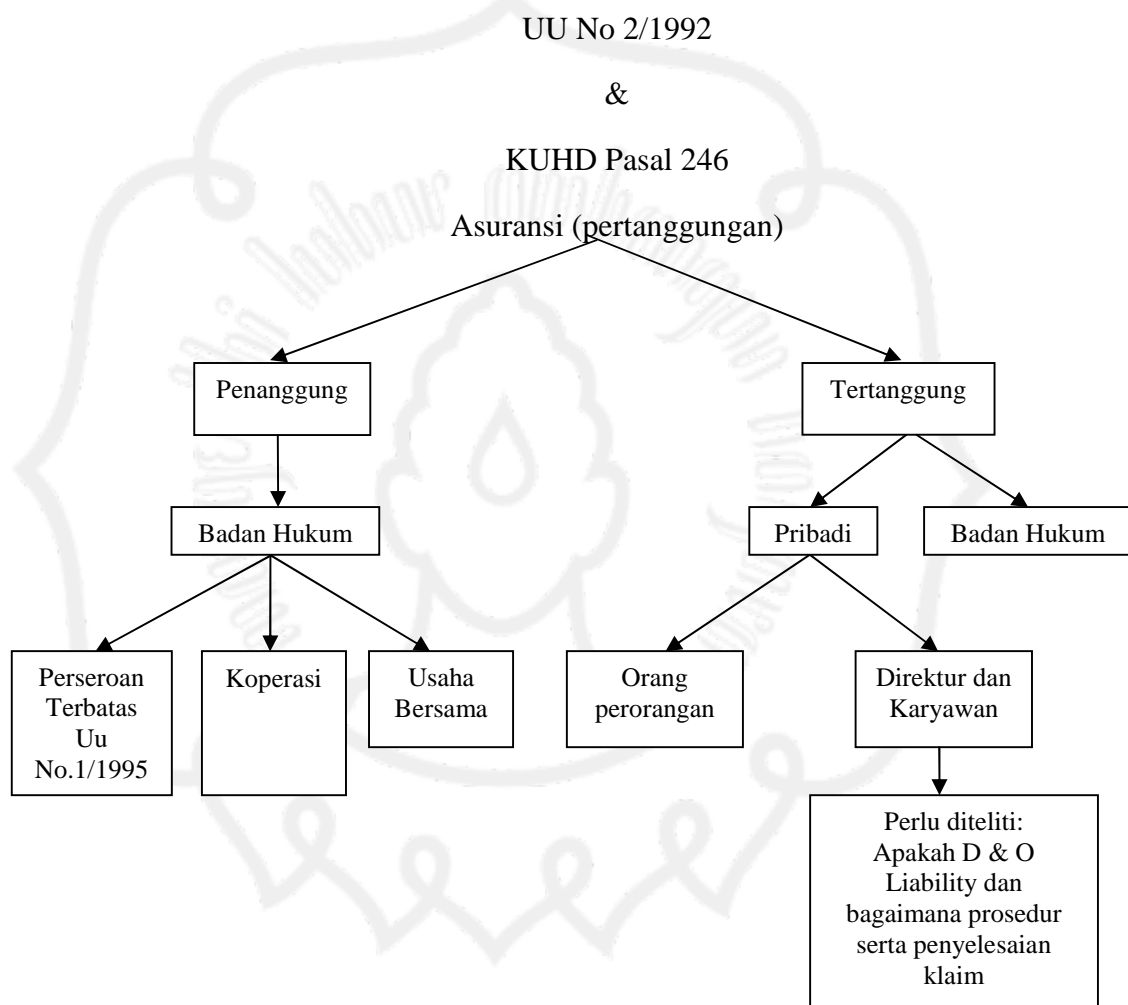 UU No 2/1992
&
KUHD Pasal 246
Asuransi (pertanggungan)
Penanggung
Tertanggung
Badan Hukum
Pribadi
Badan Hukum
Perseroan
Terbatas
Uu
No.1/1995
Koperasi
Usaha
Bersama
Orang
perorangan
Direktur dan
Karyawan
Perlu diteliti:
Apakah D & O
Liability dan
bagaimana prosedur
serta penyelesaian
klaim